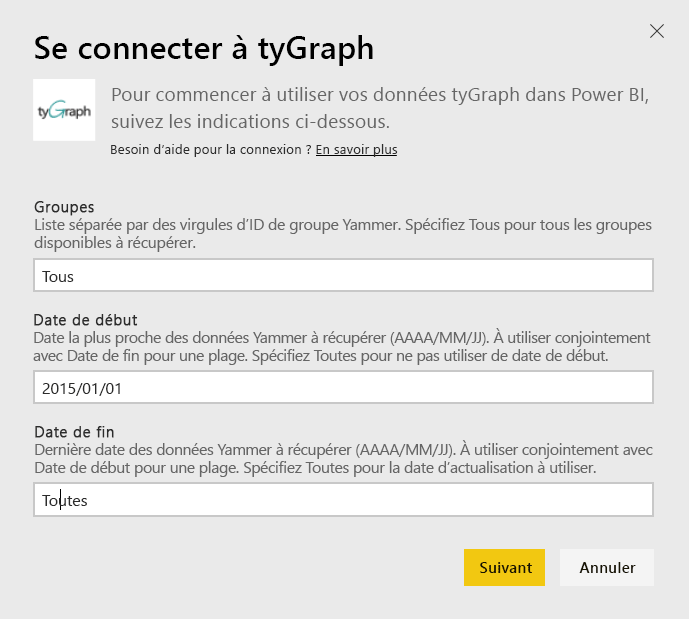 Se connecter à tyGraph
tyGraph
Pour commencer à utiliser vos données tyGraph dans Power BI,
suivez les indications ci-dessous.
Besoin d’aide pour la connexion ? En savoir plus
Groupes
Liste séparée par des virgules d’ID de groupe Yammer. Spécifiez Tous pour tous les groupes
disponibles à récupérer.
Tous
Date de début
Date la plus proche des données Yammer à récupérer (AAAA/MM/JJ). À utiliser conjointement
avec Date de fin pour une plage. Spécifiez Toutes pour ne pas utiliser de date de début.
2015/01/01
Date de fin
Dernière date des données Yammer à récupérer (AAAA/MM/JJ). À utiliser conjointement avec
Date de début pour une plage. Spécifiez Toutes pour la date d’actualisation à utiliser.
Toutes
Suivant
Annuler